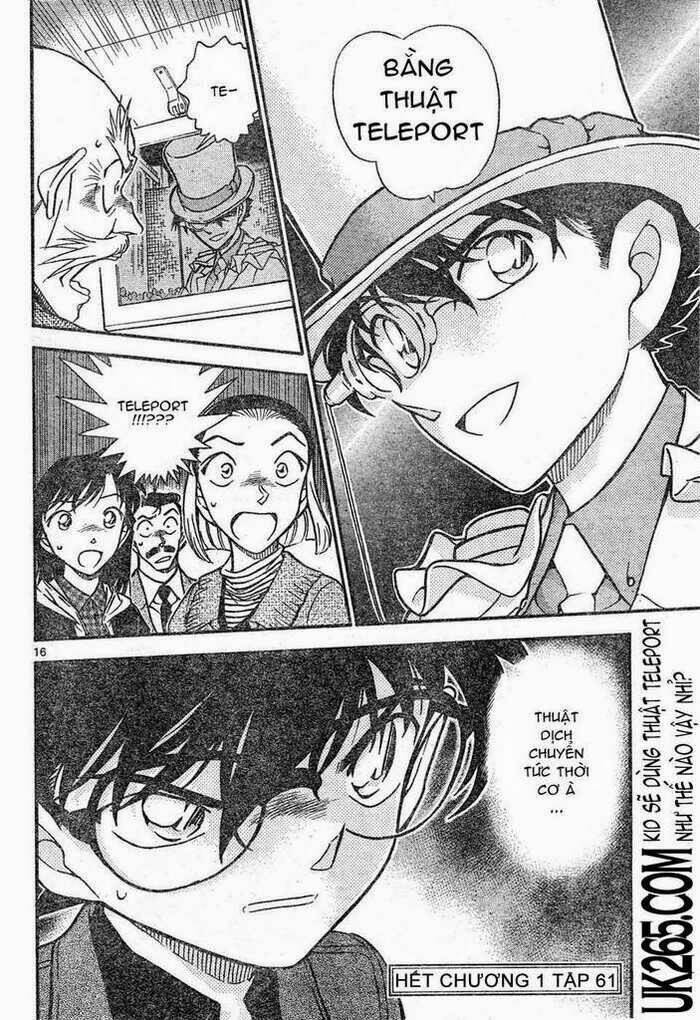 BẰNG
THUẬT
TELEPORT
TE-
TELEPORT
!!!???
16
THUẬT
DỊCH
CHUYỂN
TỨC THỜI
CƠ À
...
KID SẼ DÙNG THUẬT TELEPORT
NHƯ THẾ NÀO VẬY NHỈ?
UK265.COM
HẾT CHƯƠNG 1 TẬP 61